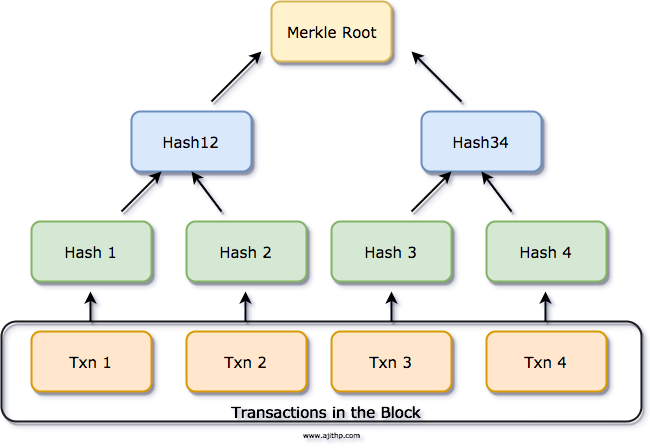 Merkle Root
Hash12
Hash34
Hash 1
Hash 2
Hash 3
Hash 4
Txn 1
Txn 2
Txn 3
Txn 4
Transactions in the Block
www.ajithp.com